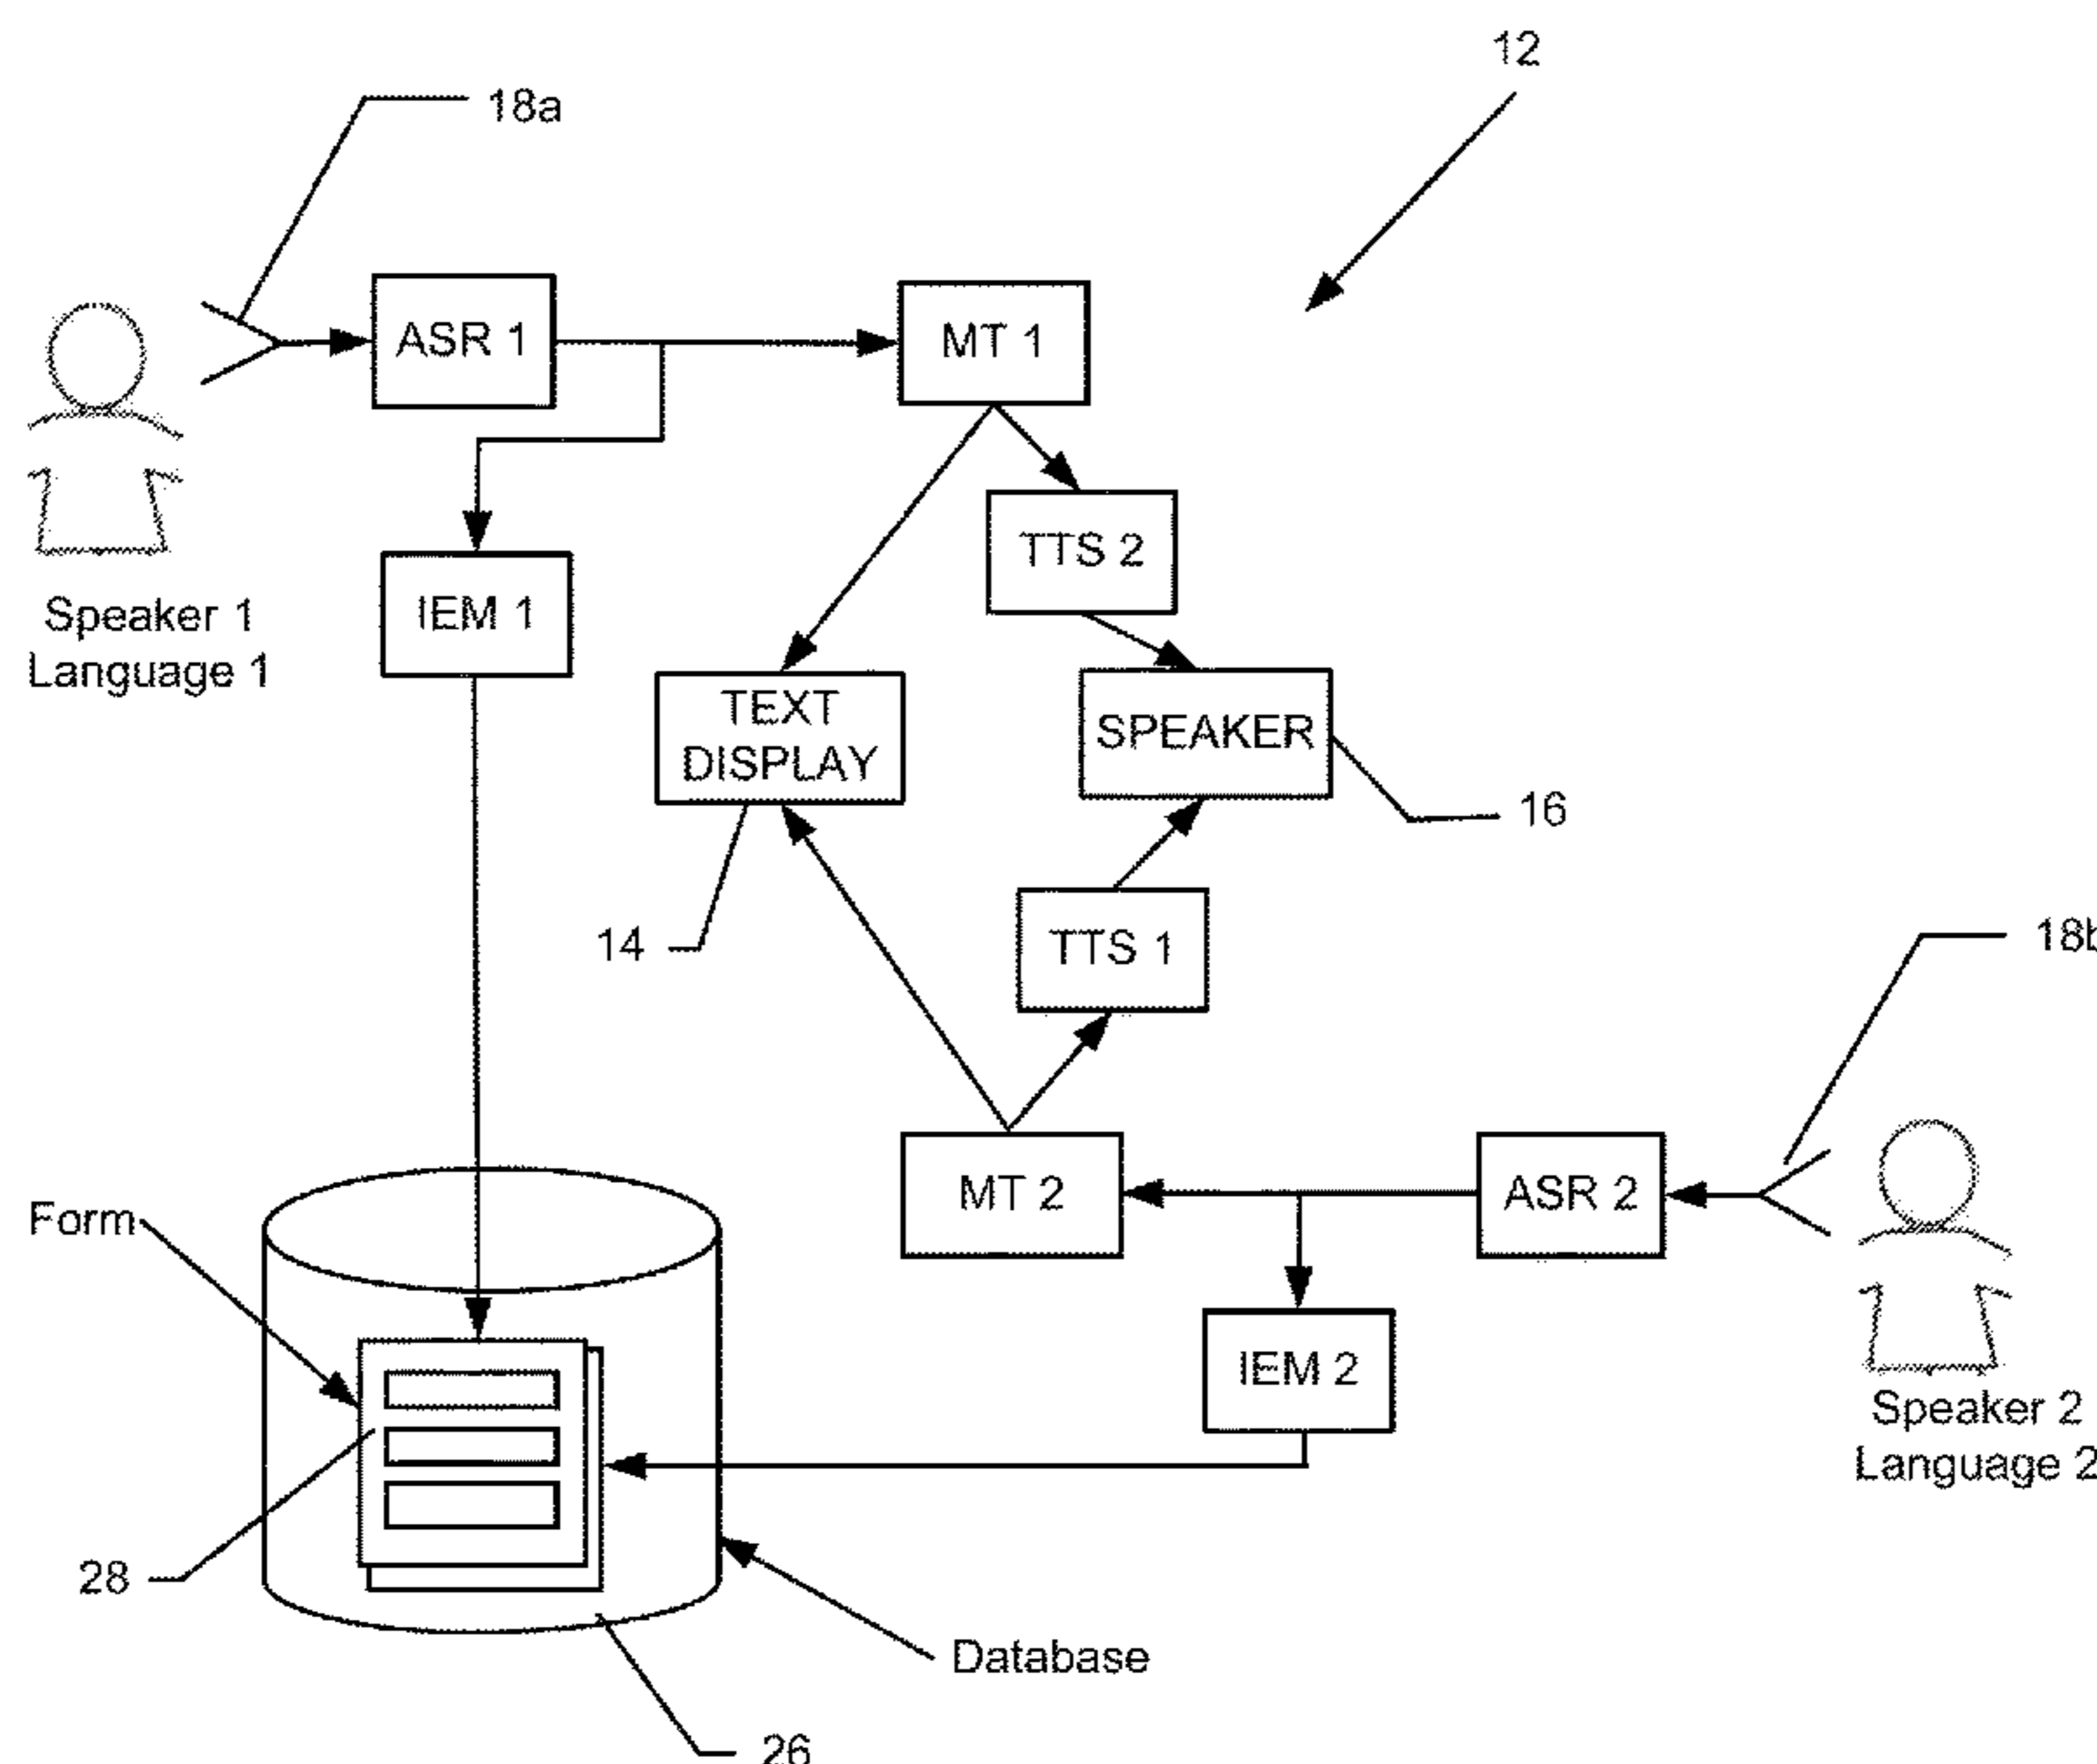 12
18a
ASR 1
MT 1
TTS 2
IEM 1
Speaker 1
Language 1
TEXT
DISPLAY
SPEAKER
16
14
TTS 1
18b
MT 2
ASR 2
Form
IEM 2
Speaker 2
Language 2
28
Database
26